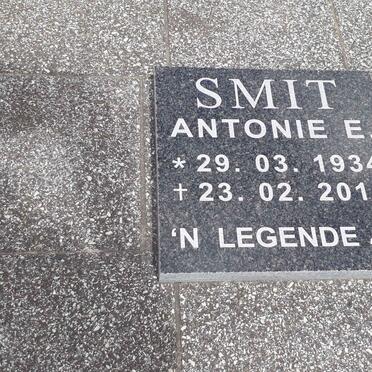 SMIT
ANTONIE E.
* 29. 03. 1934
† 23. 02. 201
'N LEGENDE